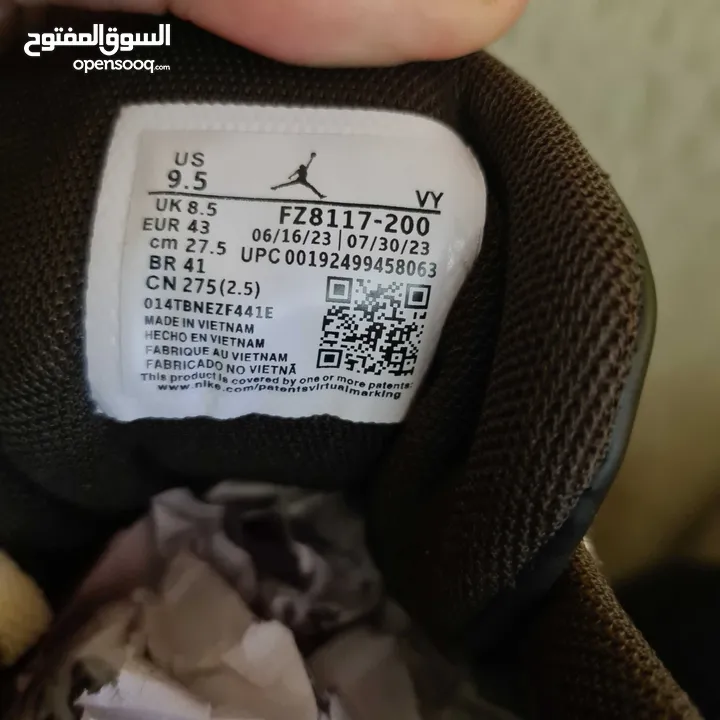 السوق المفتوح
opensooq.com
US
9.5
VY
UK 8.5
FZ8117-200
EUR 43
06/16/23 | 07/30/23
cm 27.5
UPC 00192499458063
BR 41
CN 275(2.5)
014TBNEZF441E
MADE IN VIETNAM
HECHO EN VIETNAM
FABRIQUE AU VIETNAM
FABRICADO NO VIETNÃ
This product is covered by one or more patents:
www.nike.com/patentsvirtualmarking